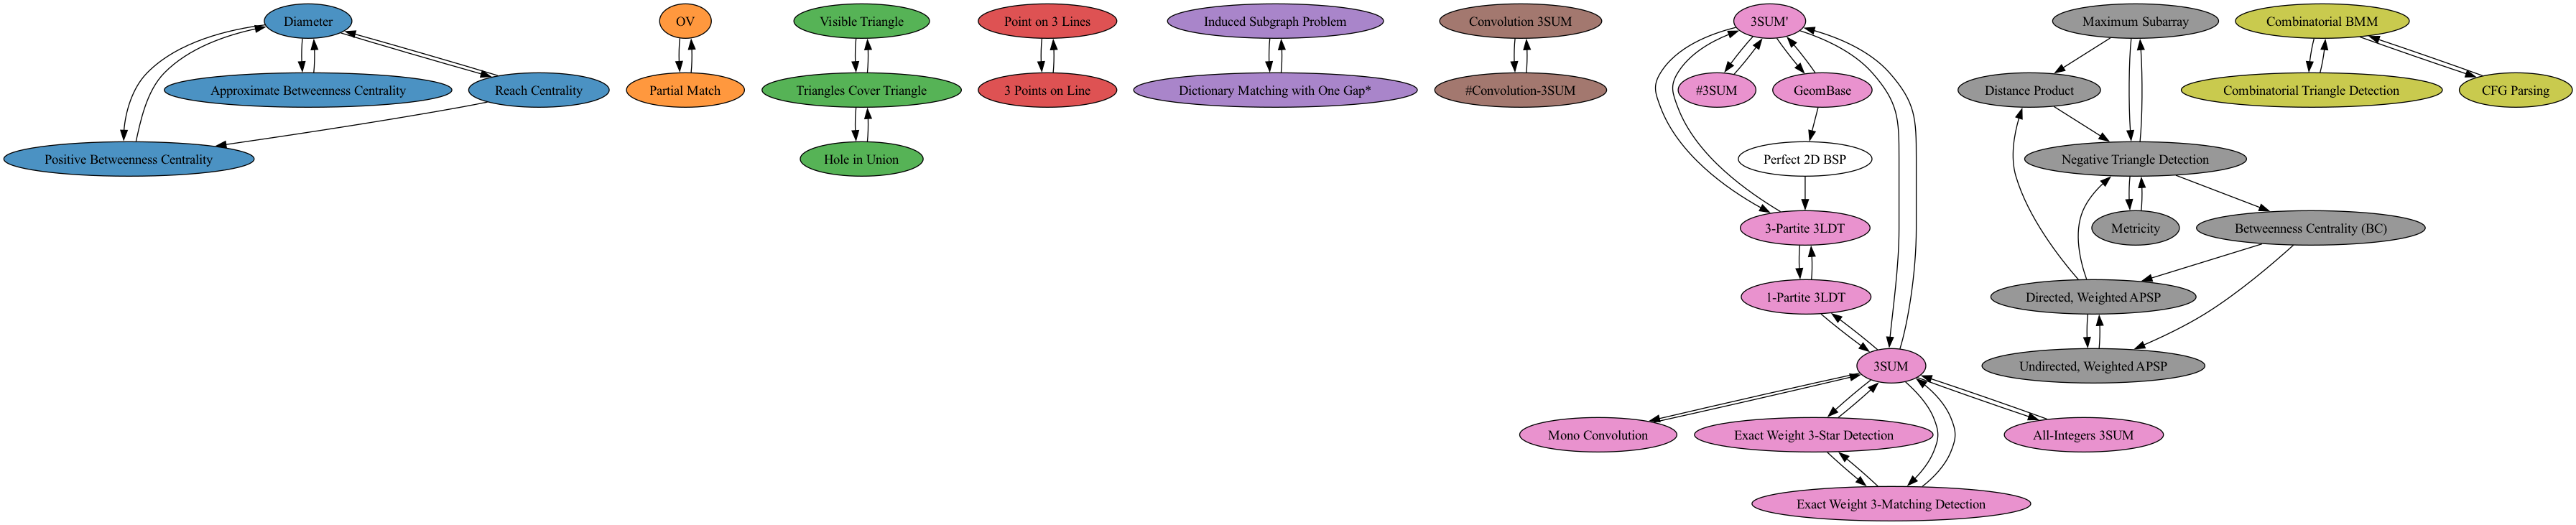 Diameter
OV
Visible Triangle
Point on 3 Lines
Induced Subgraph Problem
Convolution 3SUM
3SUM'
Maximum Subarray
Combinatorial BMM
Approximate Betweenness Centrality
Reach Centrality
Partial Match
Triangles Cover Triangle
3 Points on Line
Dictionary Matching with One Gap*
#Convolution-3SUM
#3SUM
GeomBase
Distance Product
Combinatorial Triangle Detection
CFG Parsing
Positive Betweenness Centrality
Hole in Union
Perfect 2D BSP
Negative Triangle Detection
3-Partite 3LDT
Metricity
Betweenness Centrality (BC)
1-Partite 3LDT
Directed, Weighted APSP
3SUM
Undirected, Weighted APSP
Mono Convolution
Exact Weight 3-Star Detection
All-Integers 3SUM
Exact Weight 3-Matching Detection